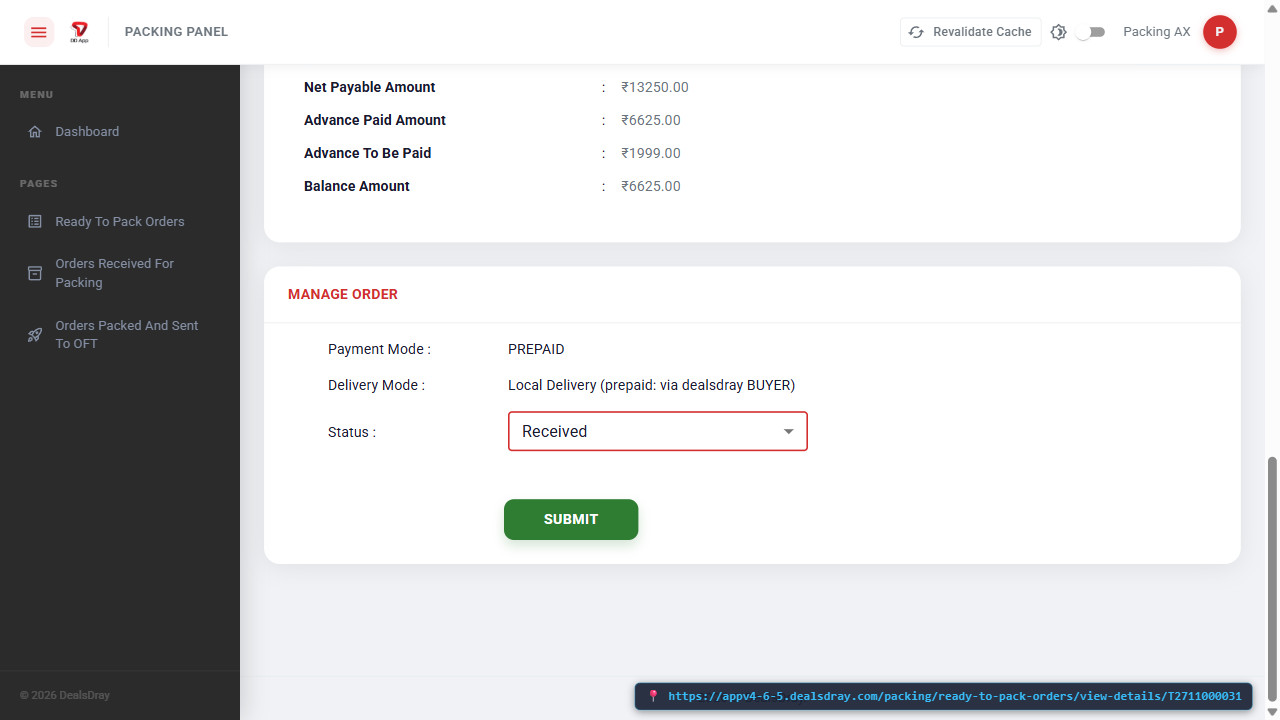 PACKING PANEL
Revalidate Cache
Packing AX
P
DD App
MENU
Dashboard
PAGES
Ready To Pack Orders
Orders Received For
Packing
Orders Packed And Sent
To OFT
© 2026 DealsDray
Net Payable Amount : ₹13250.00
Advance Paid Amount : ₹6625.00
Advance To Be Paid : ₹1999.00
Balance Amount : ₹6625.00
MANAGE ORDER
Payment Mode : PREPAID
Delivery Mode : Local Delivery (prepaid: via dealsdray BUYER)
Status : Received
SUBMIT
https://appv4-6-5.dealsdray.com/packing/ready-to-pack-orders/view-details/T2711000031